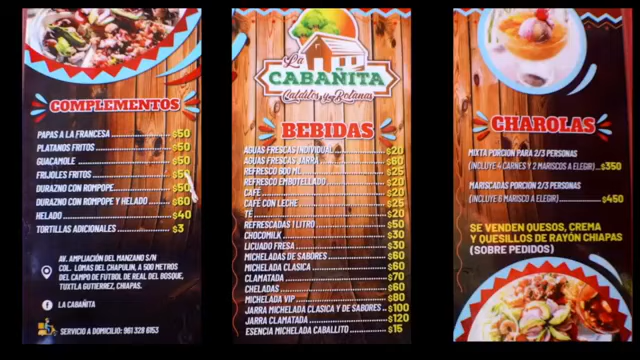 COMPLEMENTOS
PAPAS A LA FRANCESA $50
PLATANOS FRITOS $50
GUACAMOLE $50
FRIJOLES FRITOS $50
DURAZNO CON ROMPOPE $50
DURAZNO CON ROMPOPE Y HELADO $60
HELADO $40
TORTILLAS ADICIONALES $3
AV. AMPLIACIÓN DEL MANZANO S/N
COL. LOMAS DEL CHAPULIN, A 500 METROS
DEL CAMPO DE FUTBOL DE REAL DEL BOSQUE,
TUXTLA GUTIERREZ, CHIAPAS.
LA CABAÑITA
SERVICIO A DOMICILIO: 961 328 6153
La
CABAÑITA
Calditos y Botanas
BEBIDAS
AGUAS FRESCAS INDIVIDUAL $20
AGUAS FRESCAS JARRA $60
REFRESCO 600 ML $25
REFRESCO EMBOTELLADO $20
CAFÉ $20
CAFÉ CON LECHE $25
TÉ $20
REFRESCADAS 1 LITRO $50
CHOCOMILK $30
LICUADO FRESA $30
MICHELADAS DE SABORES $60
MICHELADA CLÁSICA $60
CLAMATADA $70
CHELADAS $60
MICHELADA VIP $80
JARRA MICHELADA CLASICA Y DE SABORES $100
JARRA CLAMATADA $120
ESENCIA MICHELADA CABALLITO $15
CHAROLAS
MIXTA PORCION PARA 2/3 PERSONAS
(INCLUYE 4 CARNES Y 2 MARISCOS A ELEGIR) $350
MARISCADAS PORCIÓN 2/3 PERSONAS
(INCLUYE 6 MARISCO A ELEGIR) $450
SE VENDEN QUESOS, CREMA
Y QUESILLOS DE RAYÓN CHIAPAS
(SOBRE PEDIDOS)